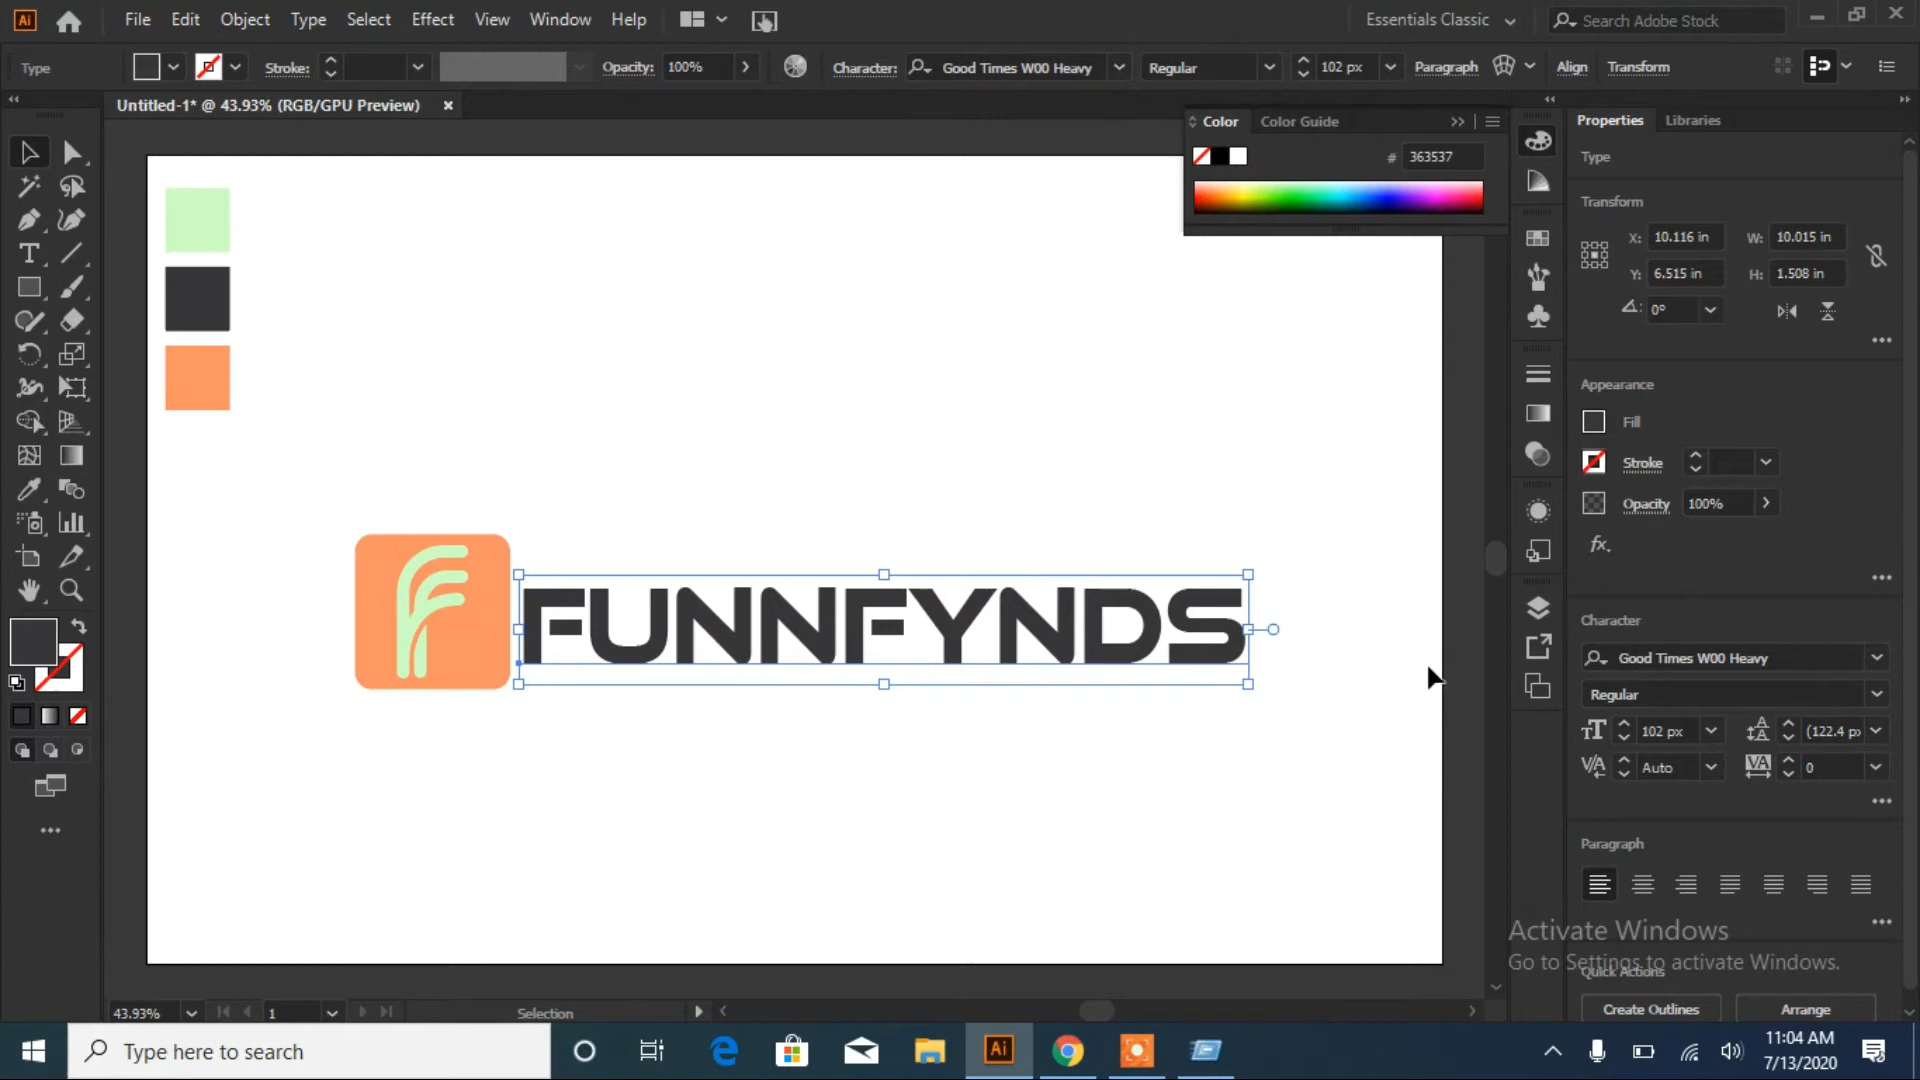 Ai File Edit Object Type Select Effect View Window Help Essentials Classic Search Adobe Stock
Type Stroke: Opacity: 100% Character: Good Times W00 Heavy Regular 102 px Paragraph Align Transform
Untitled-1* @ 43.93% (RGB/GPU Preview)
Color Color Guide
# 363537
Properties Libraries
Type
Transform
X: 10.116 in W: 10.015 in
Y: 6.515 in H: 1.508 in
0°
Appearance
Fill
Stroke
Opacity 100%
fx.
FUNNFYNDS
Character
Good Times W00 Heavy
Regular
102 px (122.4 p
Auto 0
Paragraph
Activate Windows
Go to Settings to activate Windows.
Quick Actions
Create Outlines Arrange
43.93% 1 Selection
Type here to search
Ai
11:04 AM
7/13/2020